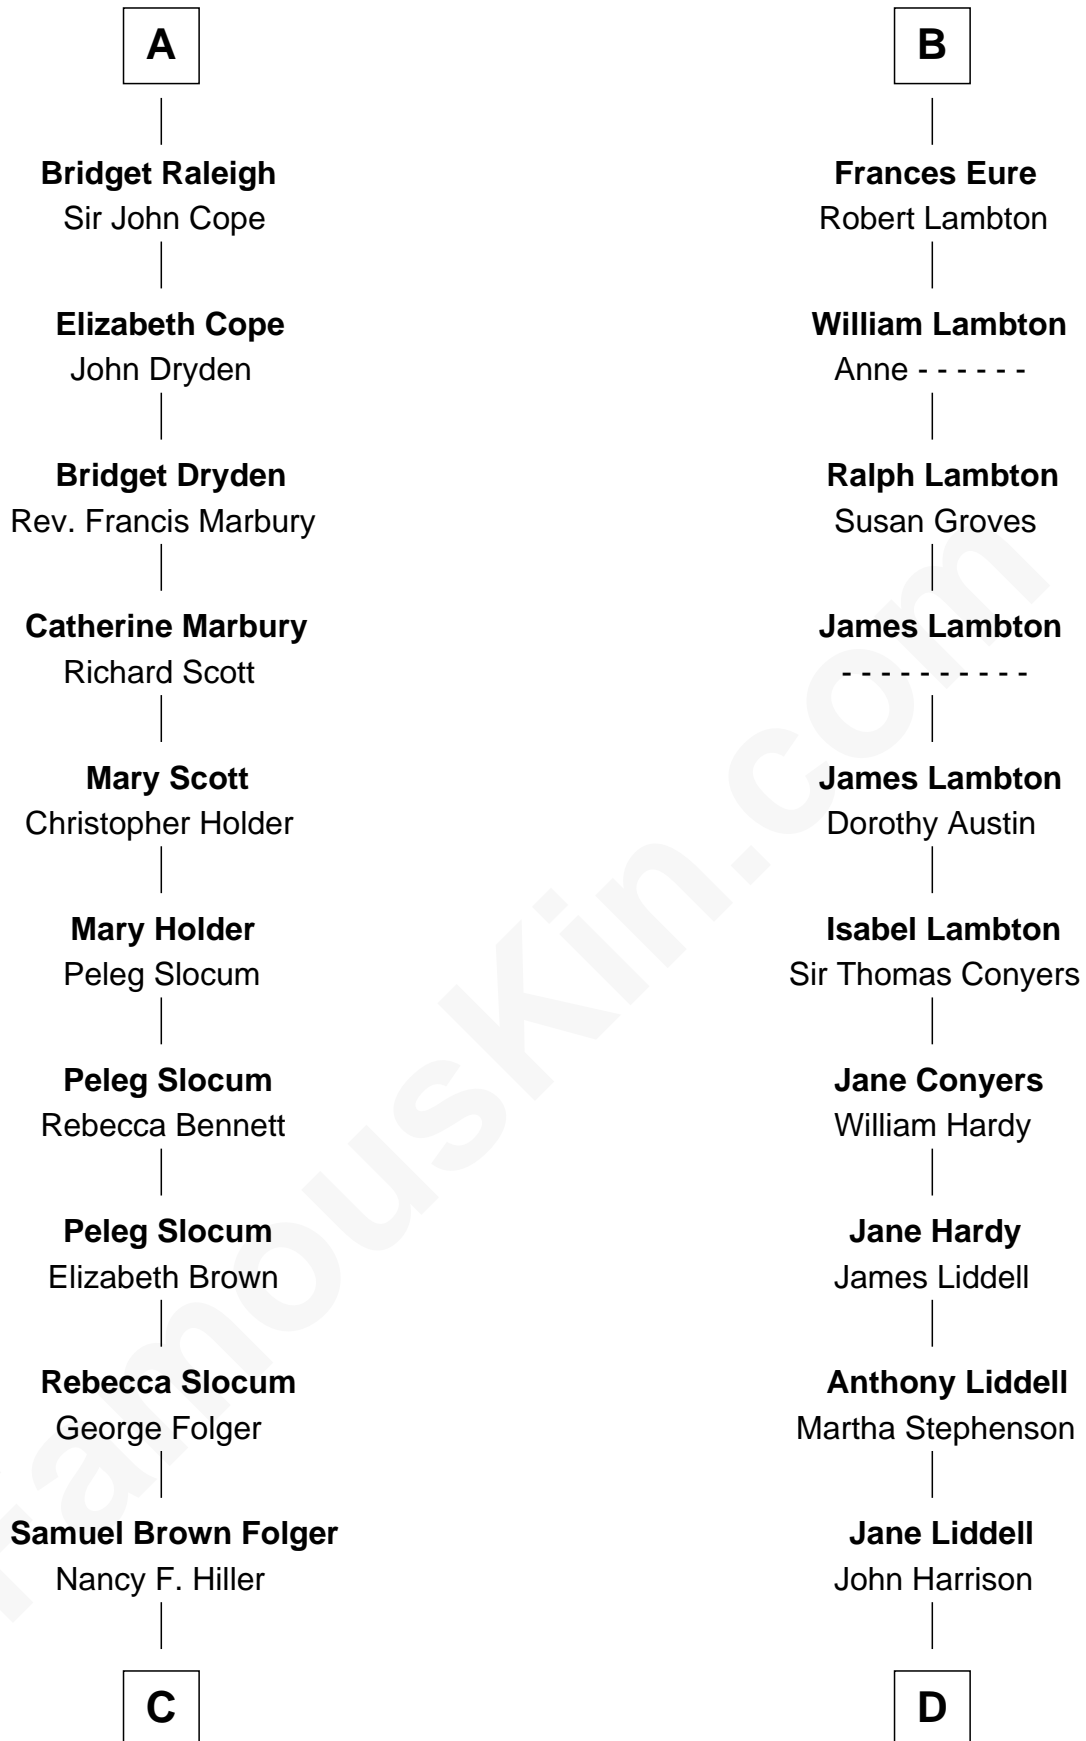 A
Bridget Raleigh
Sir John Cope
Elizabeth Cope
John Dryden
Bridget Dryden
Rev. Francis Marbury
Catherine Marbury
Richard Scott
Mary Scott
Christopher Holder
Mary Holder
Peleg Slocum
Peleg Slocum
Rebecca Bennett
Peleg Slocum
Elizabeth Brown
Rebecca Slocum
George Folger
Samuel Brown Folger
Nancy F. Hiller
C
B
Frances Eure
Robert Lambton
William Lambton
Anne - - - - - -
Ralph Lambton
Susan Groves
James Lambton
- - - - - - - - - -
James Lambton
Dorothy Austin
Isabel Lambton
Sir Thomas Conyers
Jane Conyers
William Hardy
Jane Hardy
James Liddell
Anthony Liddell
Martha Stephenson
Jane Liddell
John Harrison
D
FamousKin.com